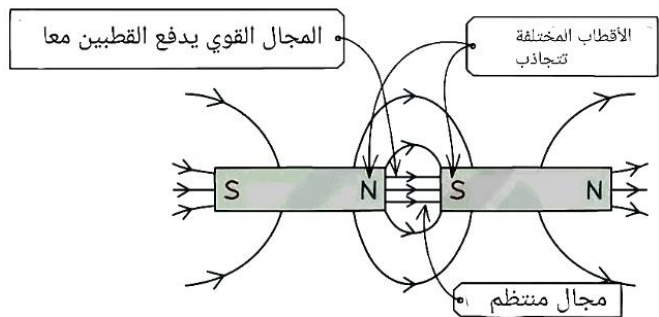 المجال القوي يدفع القطبين معا
الأقطاب المختلفة
تتجاذب
S N S N
مجال منتظم